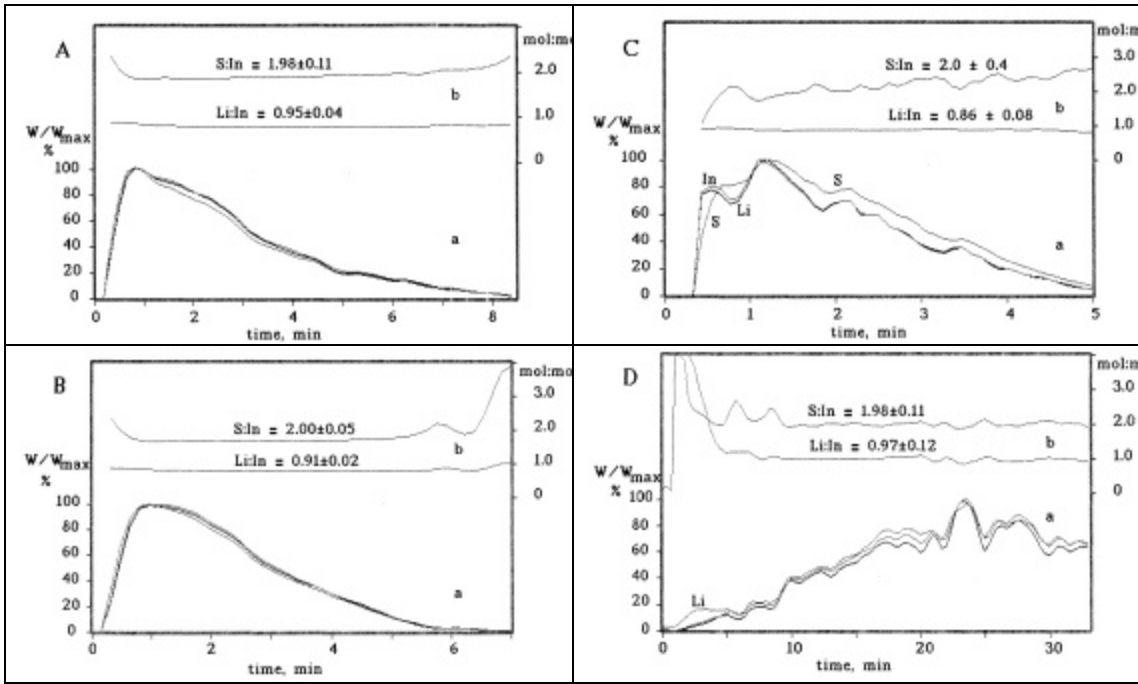 A
mol:mo
S:In = 1.98±0.11
2.0
b
Li:In = 0.95±0.04
1.0
W/Wmax
%
0
100
80
60
40
20
0
a
0 2 4 6 8
time, min
C
mol:m
3.0
S:In = 2.0 ± 0.4
2.0
b
Li:In = 0.86 ± 0.08
1.0
W/Wmax
%
0
100
80
60
40
20
0
In
S
Li
S
a
0 1 2 3 4 5
time, min
B
mol:mo
3.0
S:In = 2.00±0.05
2.0
b
Li:In = 0.91±0.02
1.0
W/Wmax
%
0
100
80
60
40
20
0
a
0 2 4 6
time, min
D
mol:m
3.0
S:In = 1.98±0.11
2.0
b
Li:In = 0.97±0.12
1.0
W/Wmax
%
0
100
80
60
40
20
0
Li
a
0 10 20 30
time, min